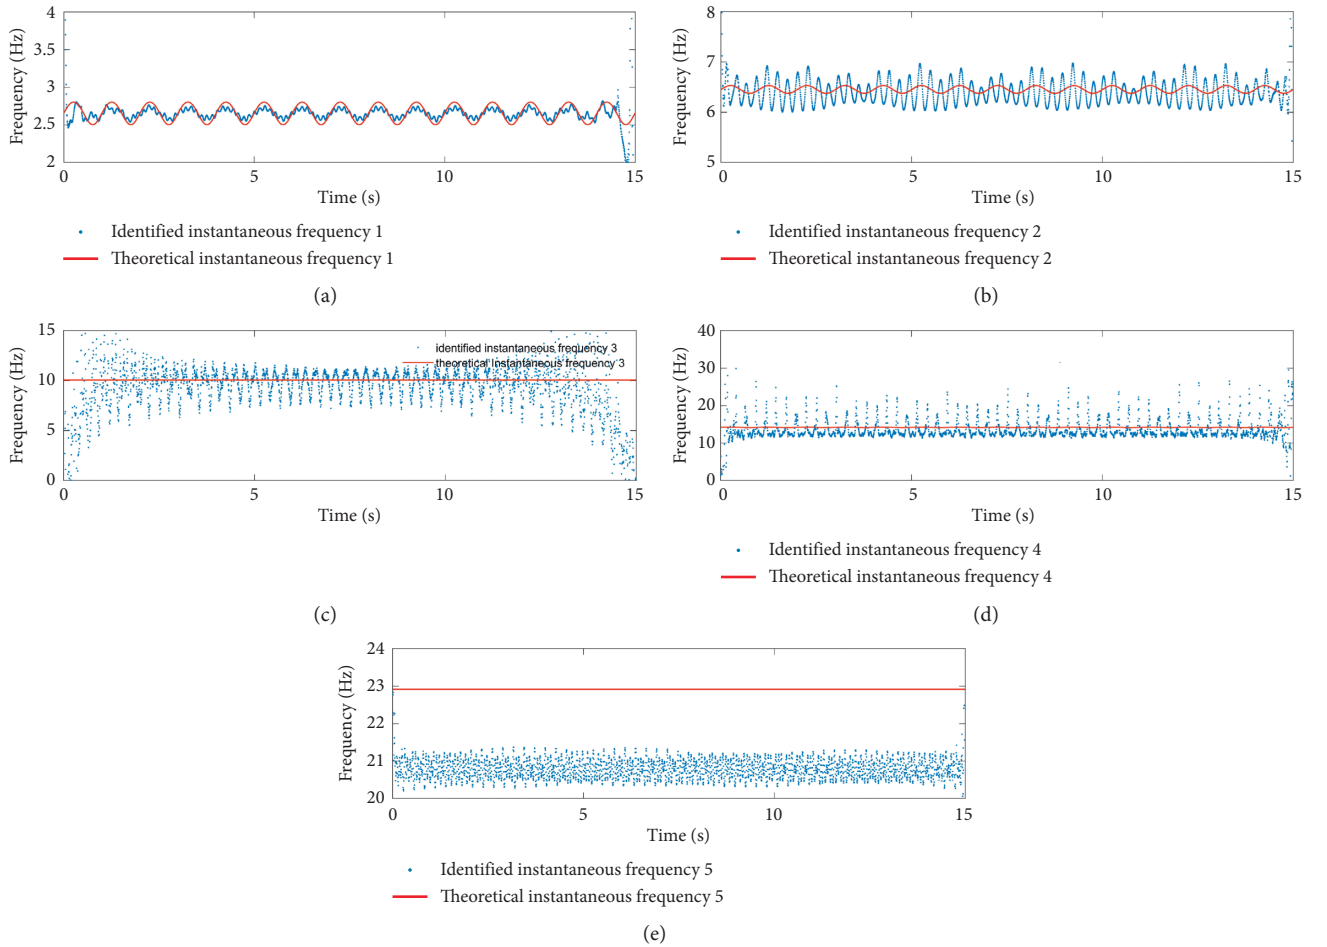 4
3.5
3
2.5
2
Frequency (Hz)
0
5
10
15
Time (s)
Identified instantaneous frequency 1
Theoretical instantaneous frequency 1
(a)
8
7
6
5
Frequency (Hz)
0
5
10
15
Time (s)
Identified instantaneous frequency 2
Theoretical instantaneous frequency 2
(b)
15
10
5
0
Frequency (Hz)
identified instantaneous frequency 3
theoretical instantaneous frequency 3
0
5
10
15
Time (s)
(c)
40
30
20
10
0
Frequency (Hz)
0
5
10
15
Time (s)
Identified instantaneous frequency 4
Theoretical instantaneous frequency 4
(d)
24
23
22
21
20
Frequency (Hz)
0
5
10
15
Time (s)
Identified instantaneous frequency 5
Theoretical instantaneous frequency 5
(e)